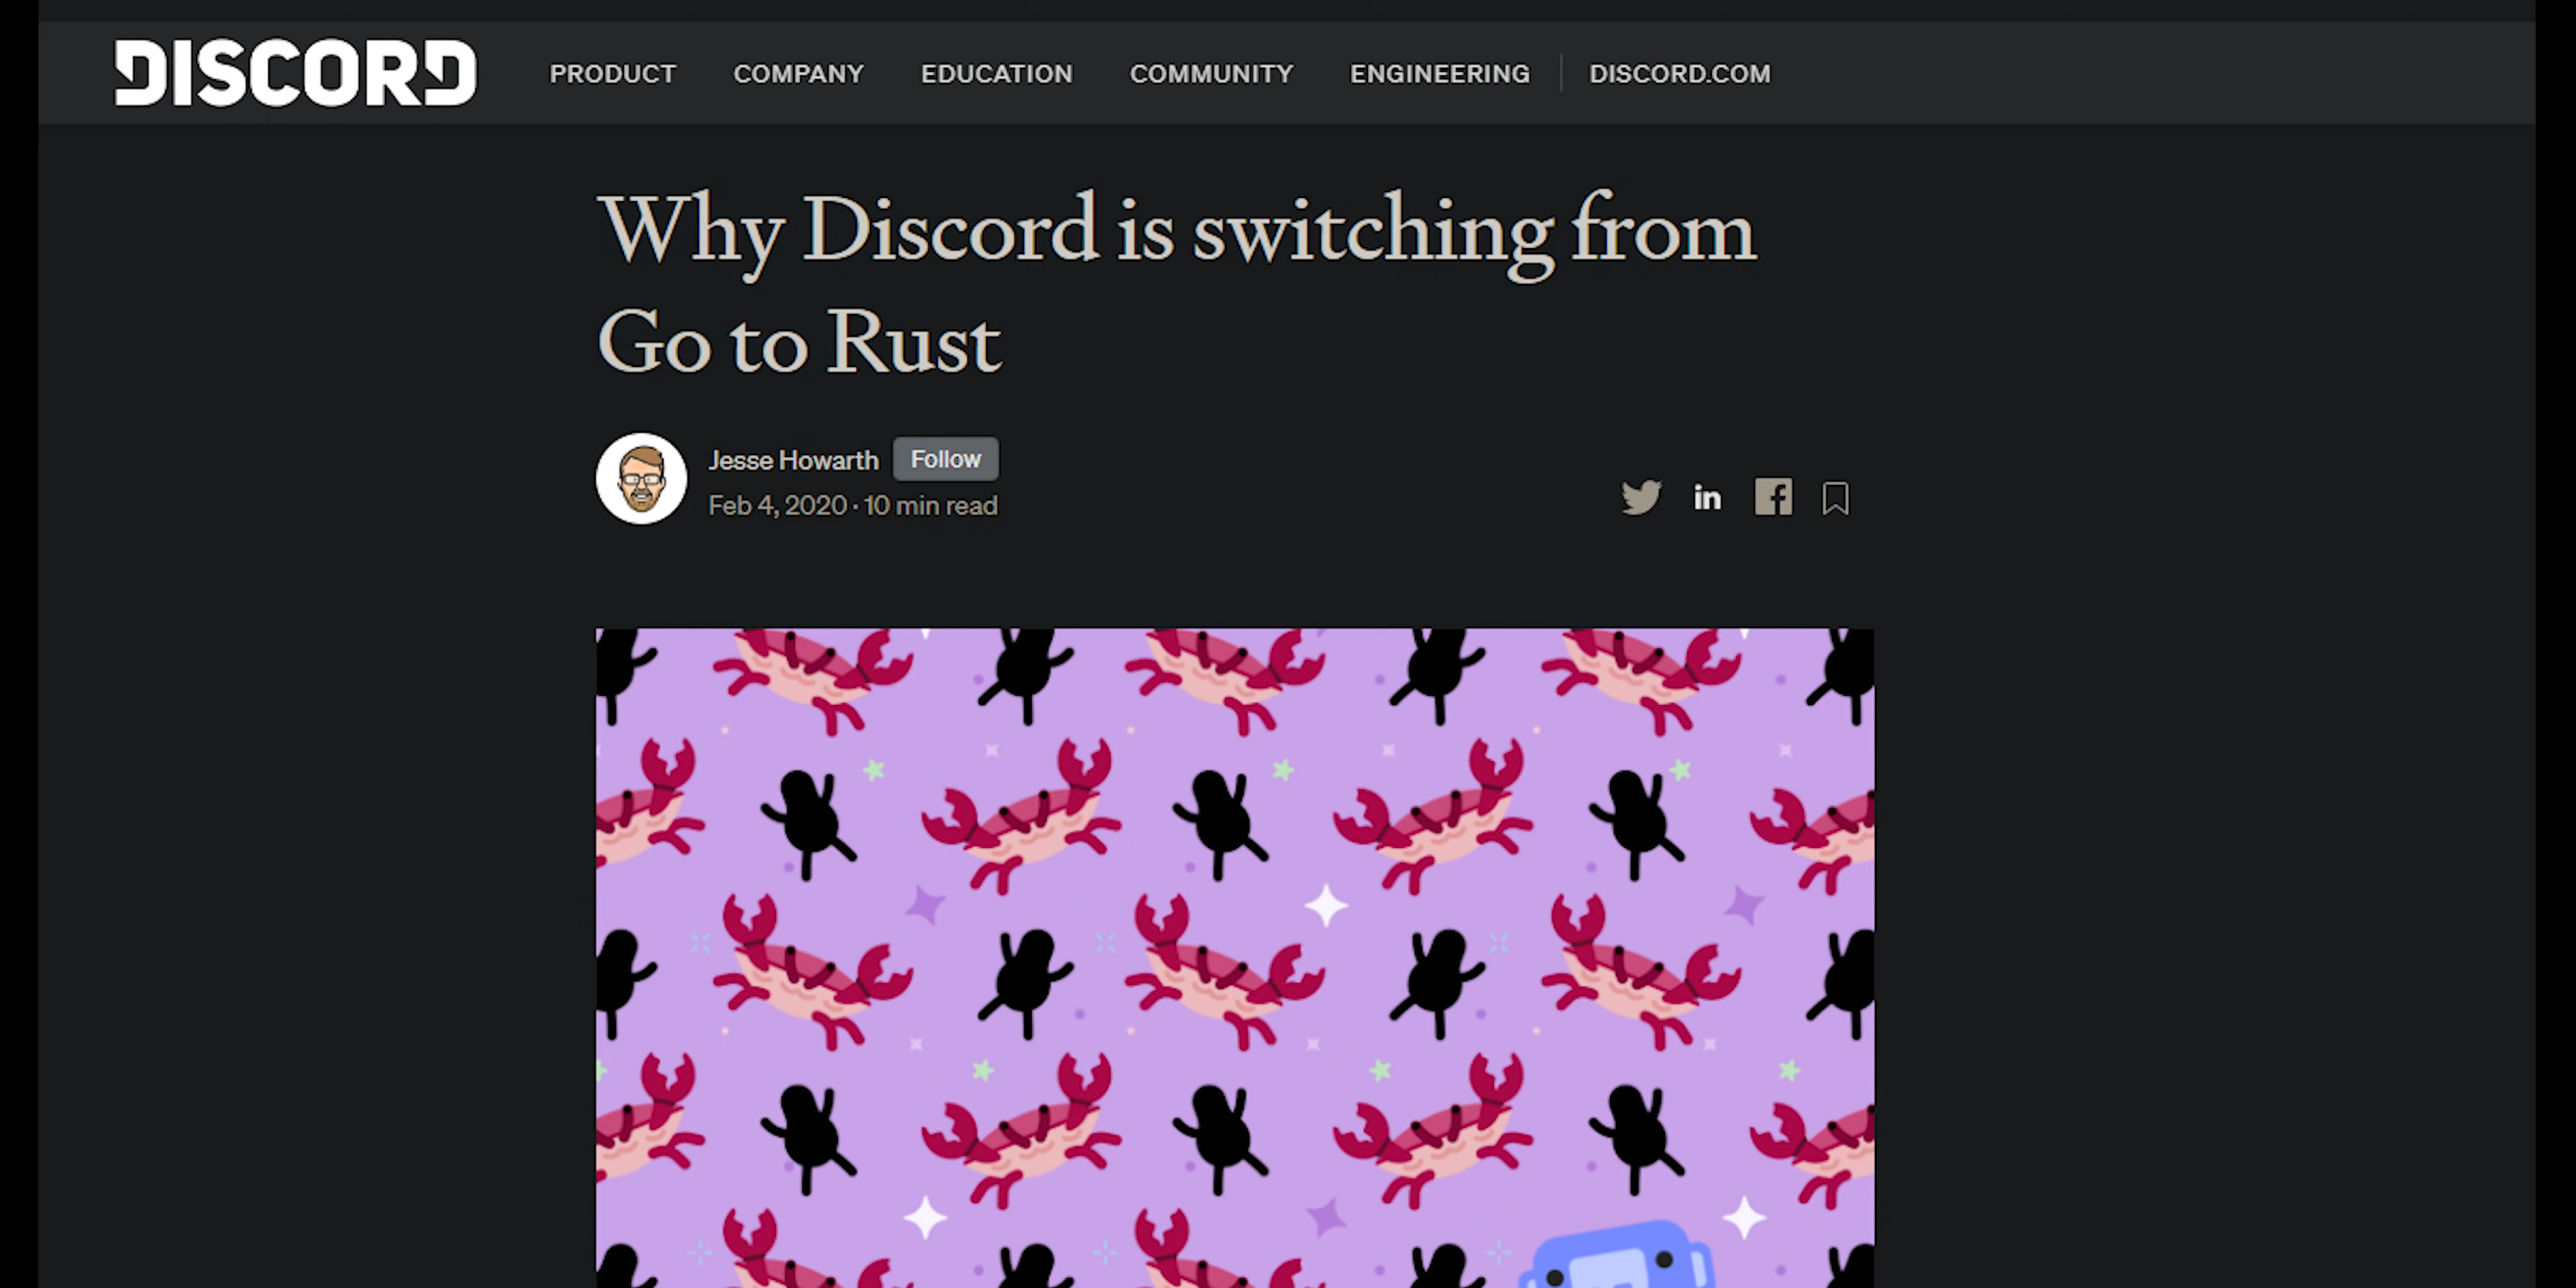 DISCORD PRODUCT COMPANY EDUCATION COMMUNITY ENGINEERING DISCORD.COM
Why Discord is switching from
Go to Rust
Jesse Howarth Follow
Feb 4, 2020 · 10 min read
in